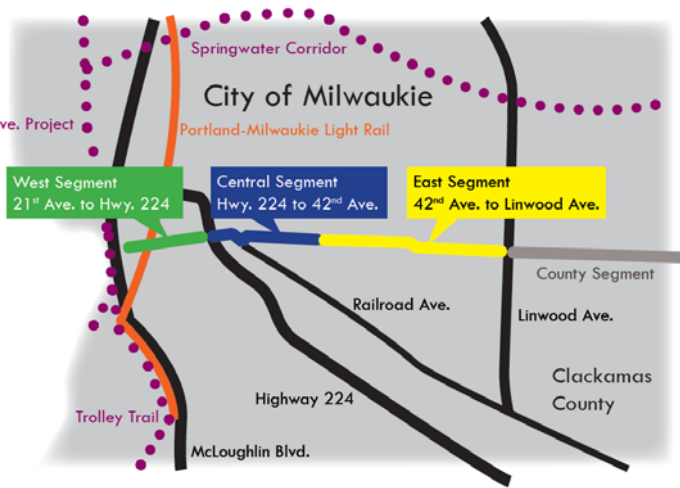 Springwater Corridor
City of Milwaukie
ve. Project
Portland-Milwaukie Light Rail
West Segment
21st Ave. to Hwy. 224
Central Segment
Hwy. 224 to 42nd Ave.
East Segment
42nd Ave. to Linwood Ave.
County Segment
Railroad Ave.
Linwood Ave.
Clackamas
County
Highway 224
Trolley Trail
McLoughlin Blvd.